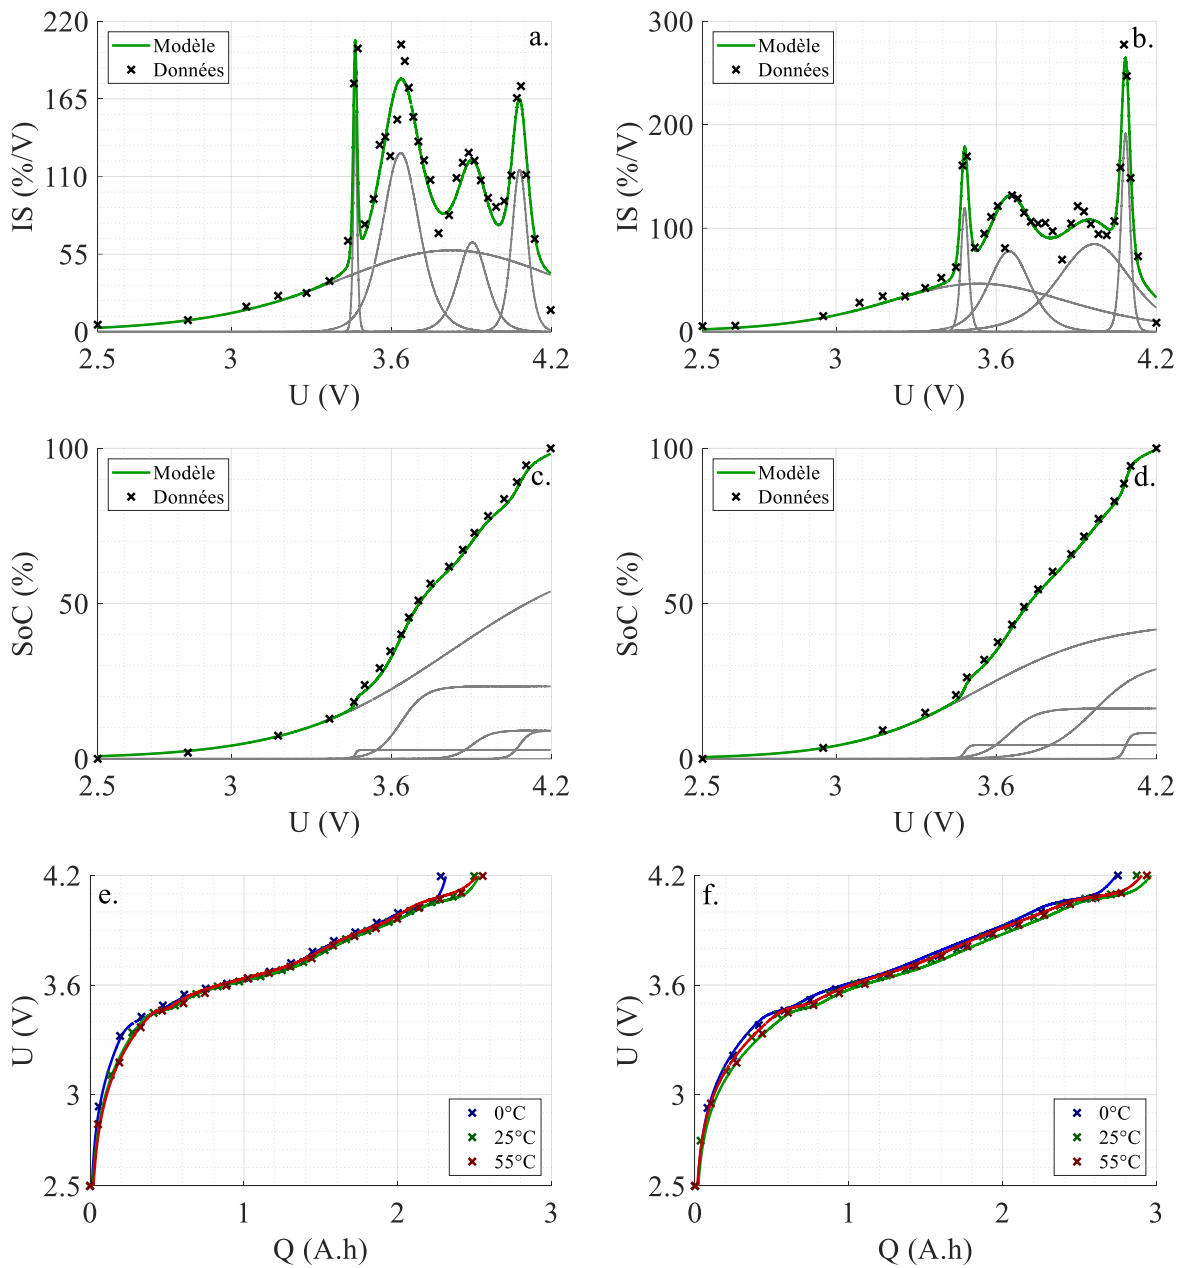 220
165
110
55
0
IS (%/V)
Modèle
Données
a.
2.5
3
3.6
4.2
U (V)
300
200
100
0
IS (%/V)
Modèle
Données
b.
2.5
3
3.6
4.2
U (V)
100
50
0
SoC (%)
Modèle
Données
c.
2.5
3
3.6
4.2
U (V)
100
50
0
SoC (%)
Modèle
Données
d.
2.5
3
3.6
4.2
U (V)
4.2
3.6
3
2.5
U (V)
e.
0°C
25°C
55°C
0
1
2
3
Q (A.h)
4.2
3.6
3
2.5
U (V)
f.
0°C
25°C
55°C
0
1
2
3
Q (A.h)